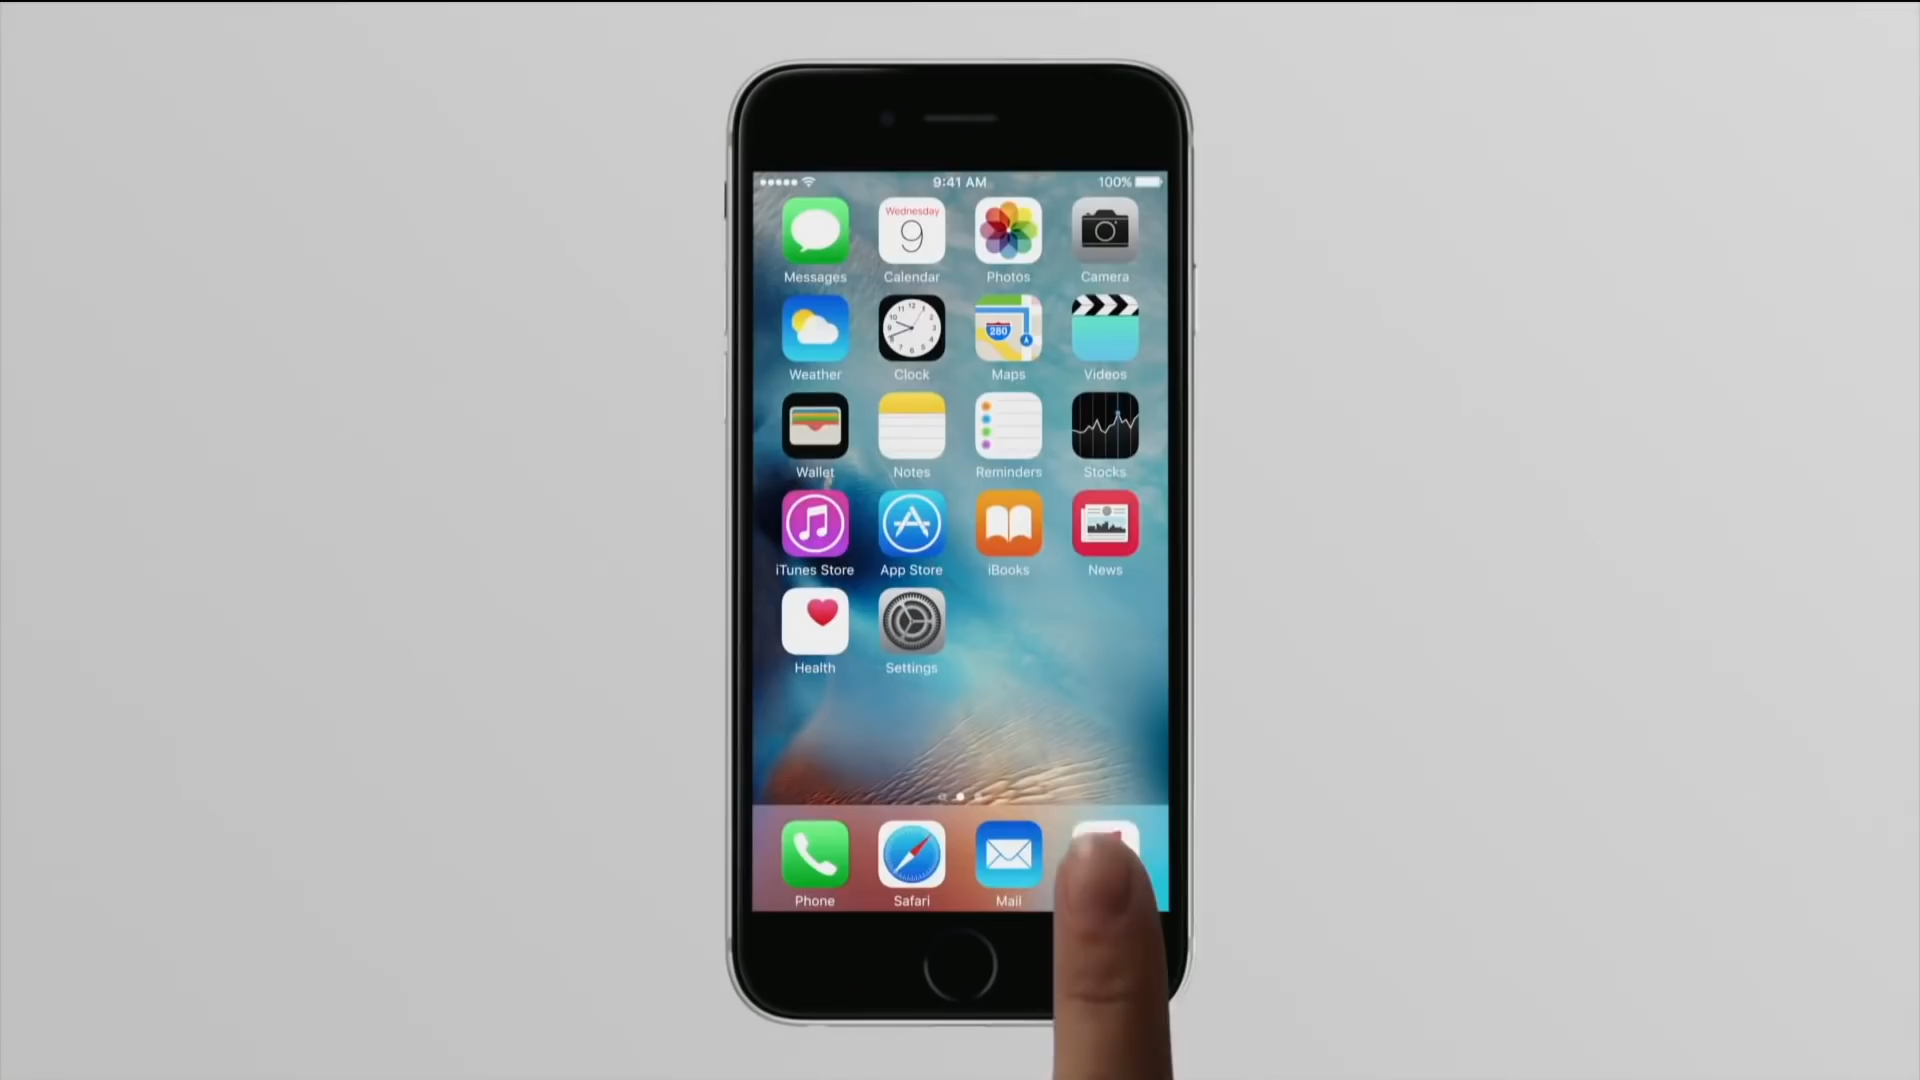 9:41 AM 100%
Wednesday
9
280
Messages Calendar Photos Camera
Weather Clock Maps Videos
Wallet Notes Reminders Stocks
iTunes Store App Store iBooks News
Health Settings
Phone Safari Mail